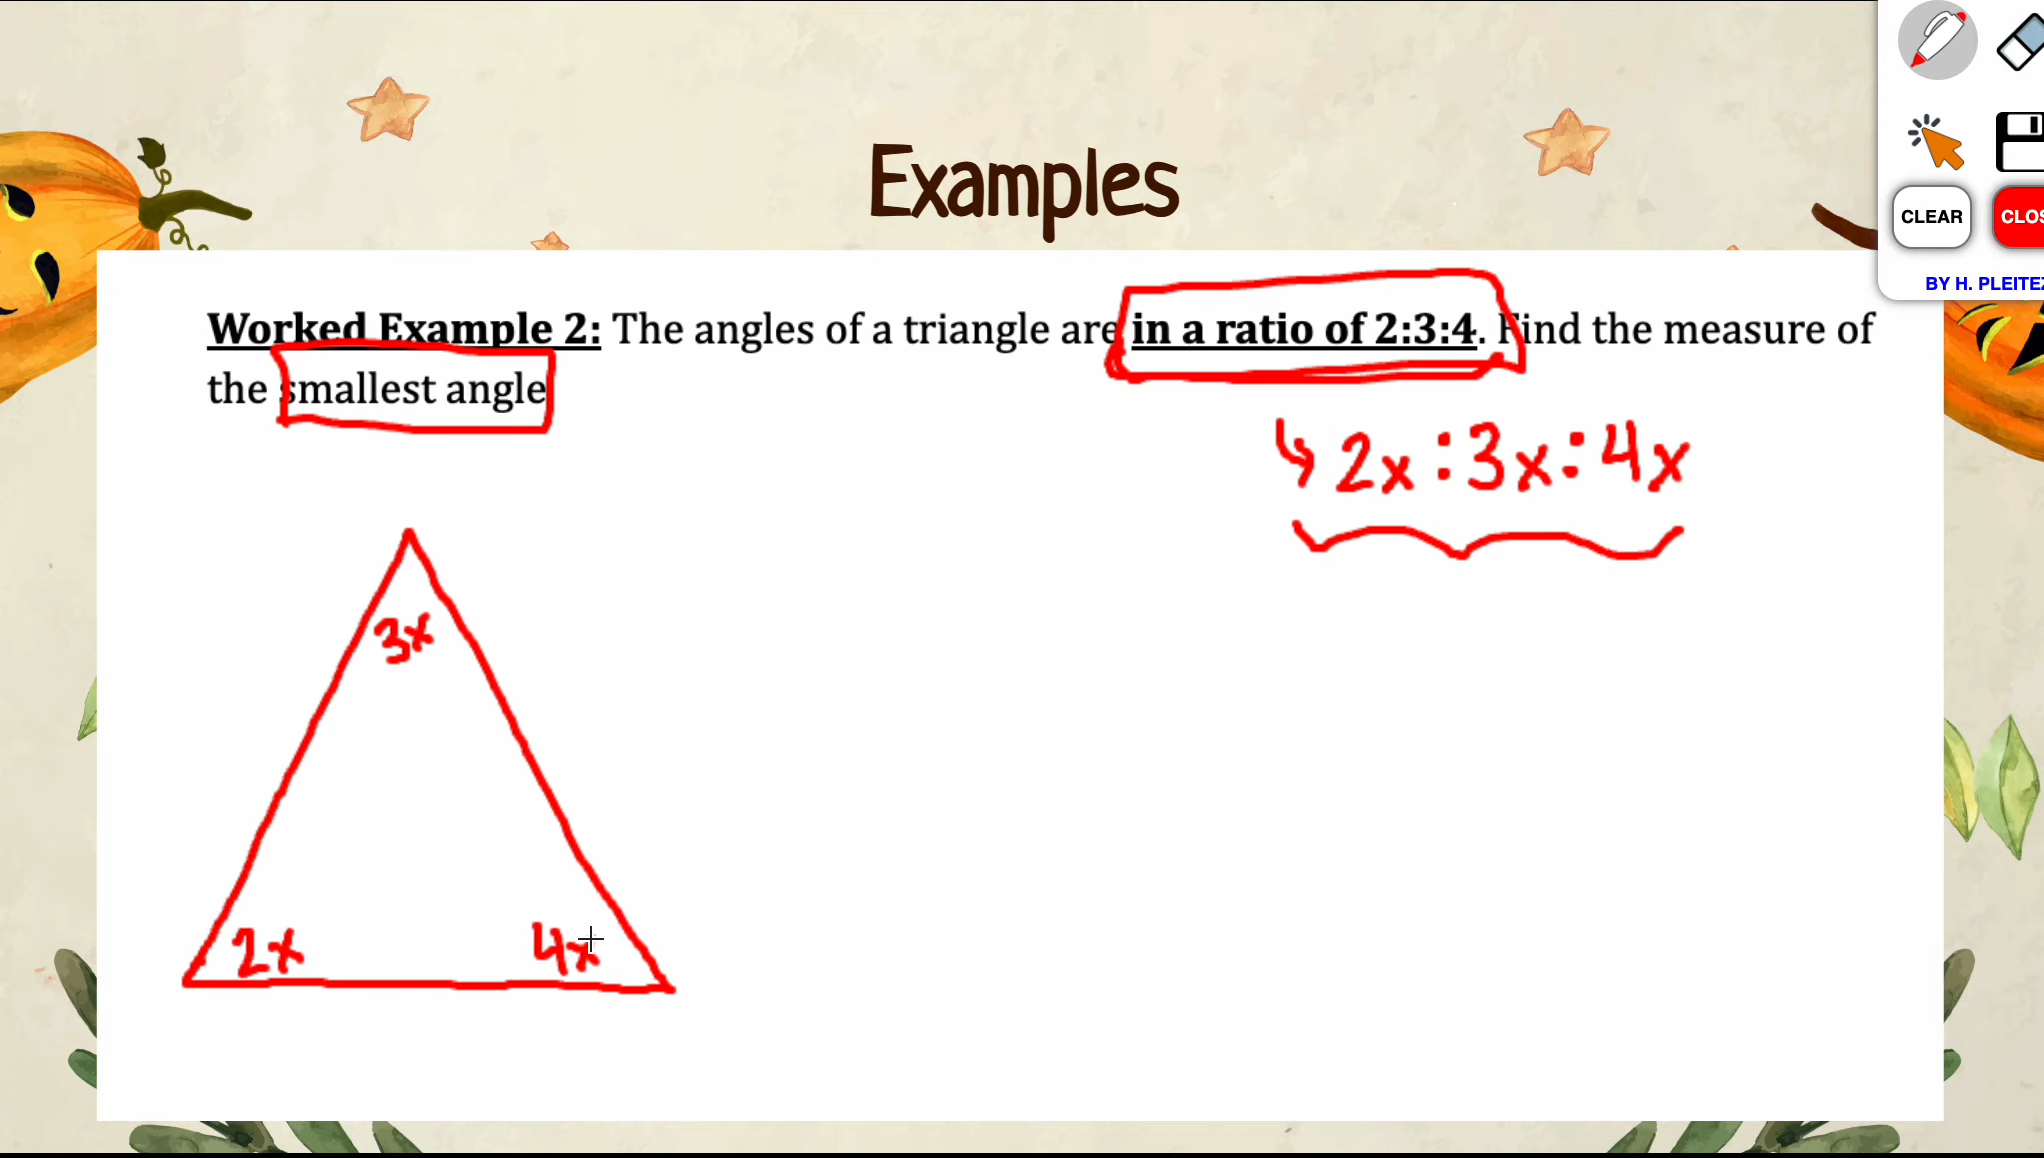 Examples
CLEAR
BY H. PLEITEZ
Worked Example 2: The angles of a triangle are in a ratio of 2:3:4. Find the measure of
the smallest angle
2x : 3x : 4x
3x
2x 4x